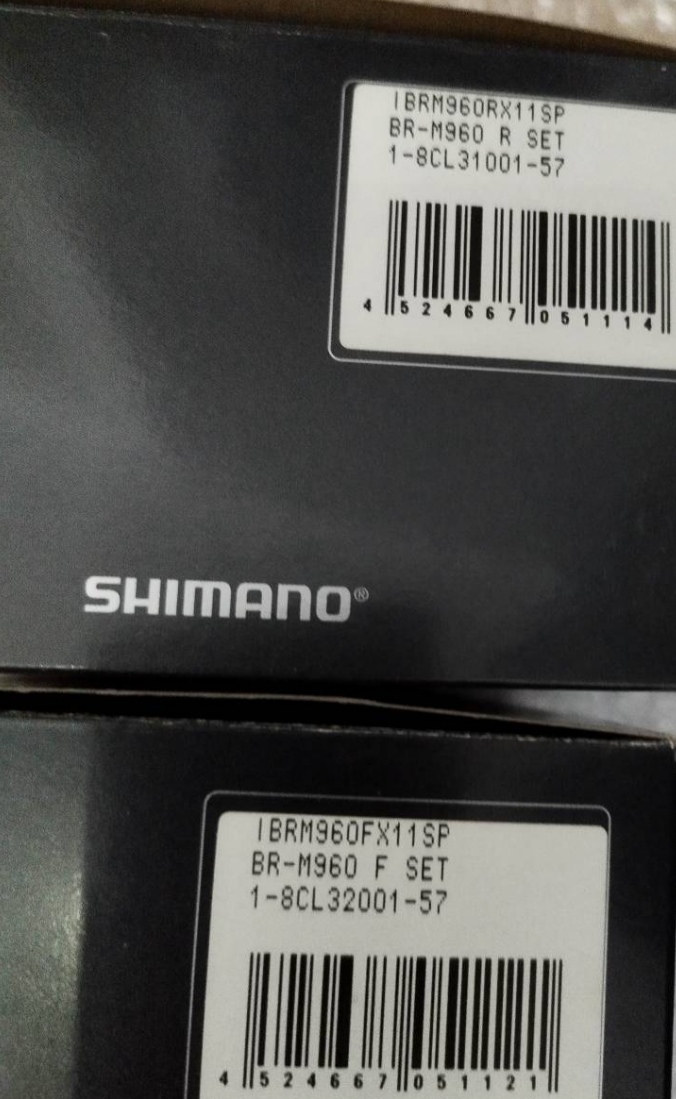 IBRM960RX11SP
BR-M960 R SET
1-8CL31001-57
4 524667 051114
SHIMANO®
IBRM960FX11SP
BR-M960 F SET
1-8CL32001-57
4 524667 051121